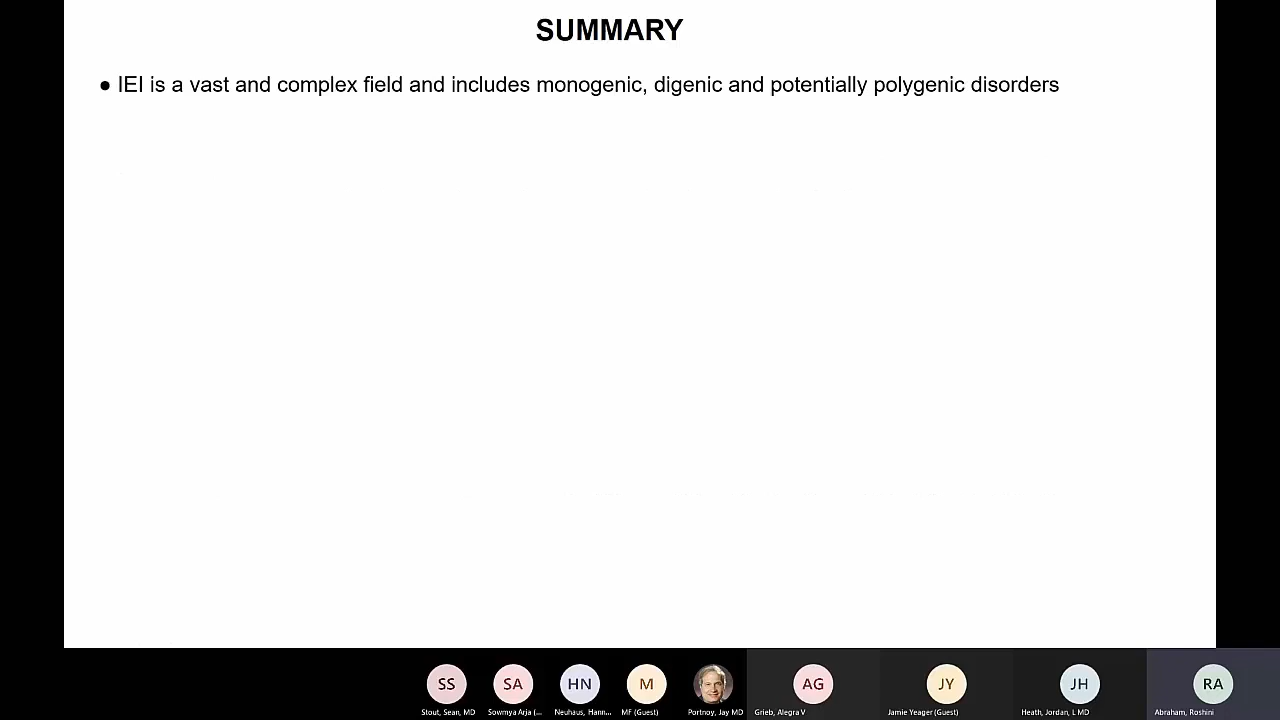 SUMMARY
● IEI is a vast and complex field and includes monogenic, digenic and potentially polygenic disorders
SS SA HN M AG JY JH RA
Stout, Sean, MD Sowmya Arja (... Neuhaus, Hann... MF (Guest) Portnoy, Jay MD Grieb, Alegra V Jamie Yeager (Guest) Heath, Jordan, L MD Abraham, Roshini